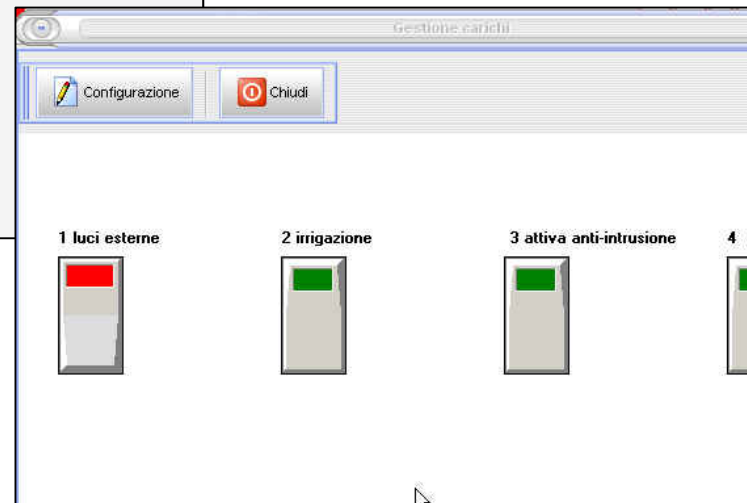 Gestione carichi
Configurazione Chiudi
1 luci esterne 2 irrigazione 3 attiva anti-intrusione 4